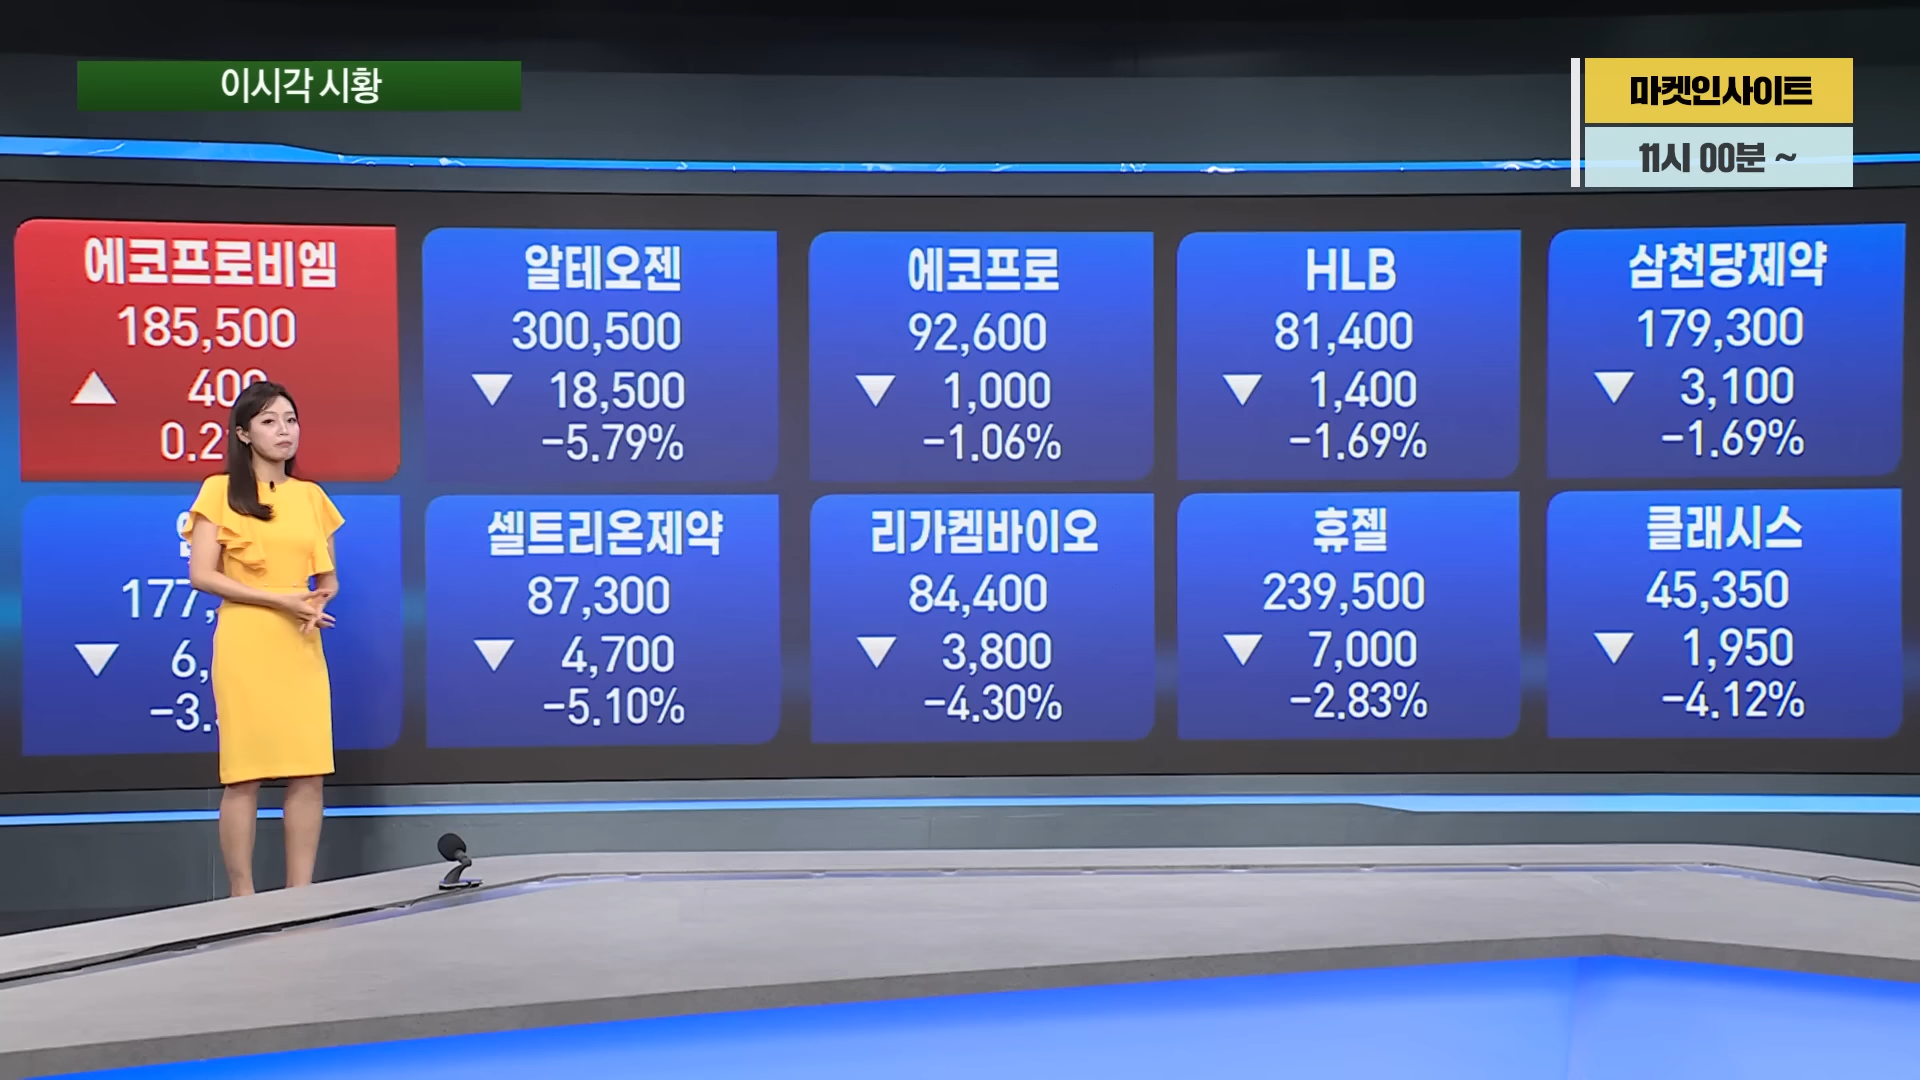 이시각 시황
마켓인사이트
11시 00분 ~
에코프로비엠
185,500
▲ 400
알테오젠
300,500
▼ 18,500
-5.79%
에코프로
92,600
▼ 1,000
-1.06%
HLB
81,400
▼ 1,400
-1.69%
삼천당제약
179,300
▼ 3,100
-1.69%
셀트리온제약
87,300
▼ 4,700
-5.10%
리가켐바이오
84,400
▼ 3,800
-4.30%
휴젤
239,500
▼ 7,000
-2.83%
클래시스
45,350
▼ 1,950
-4.12%